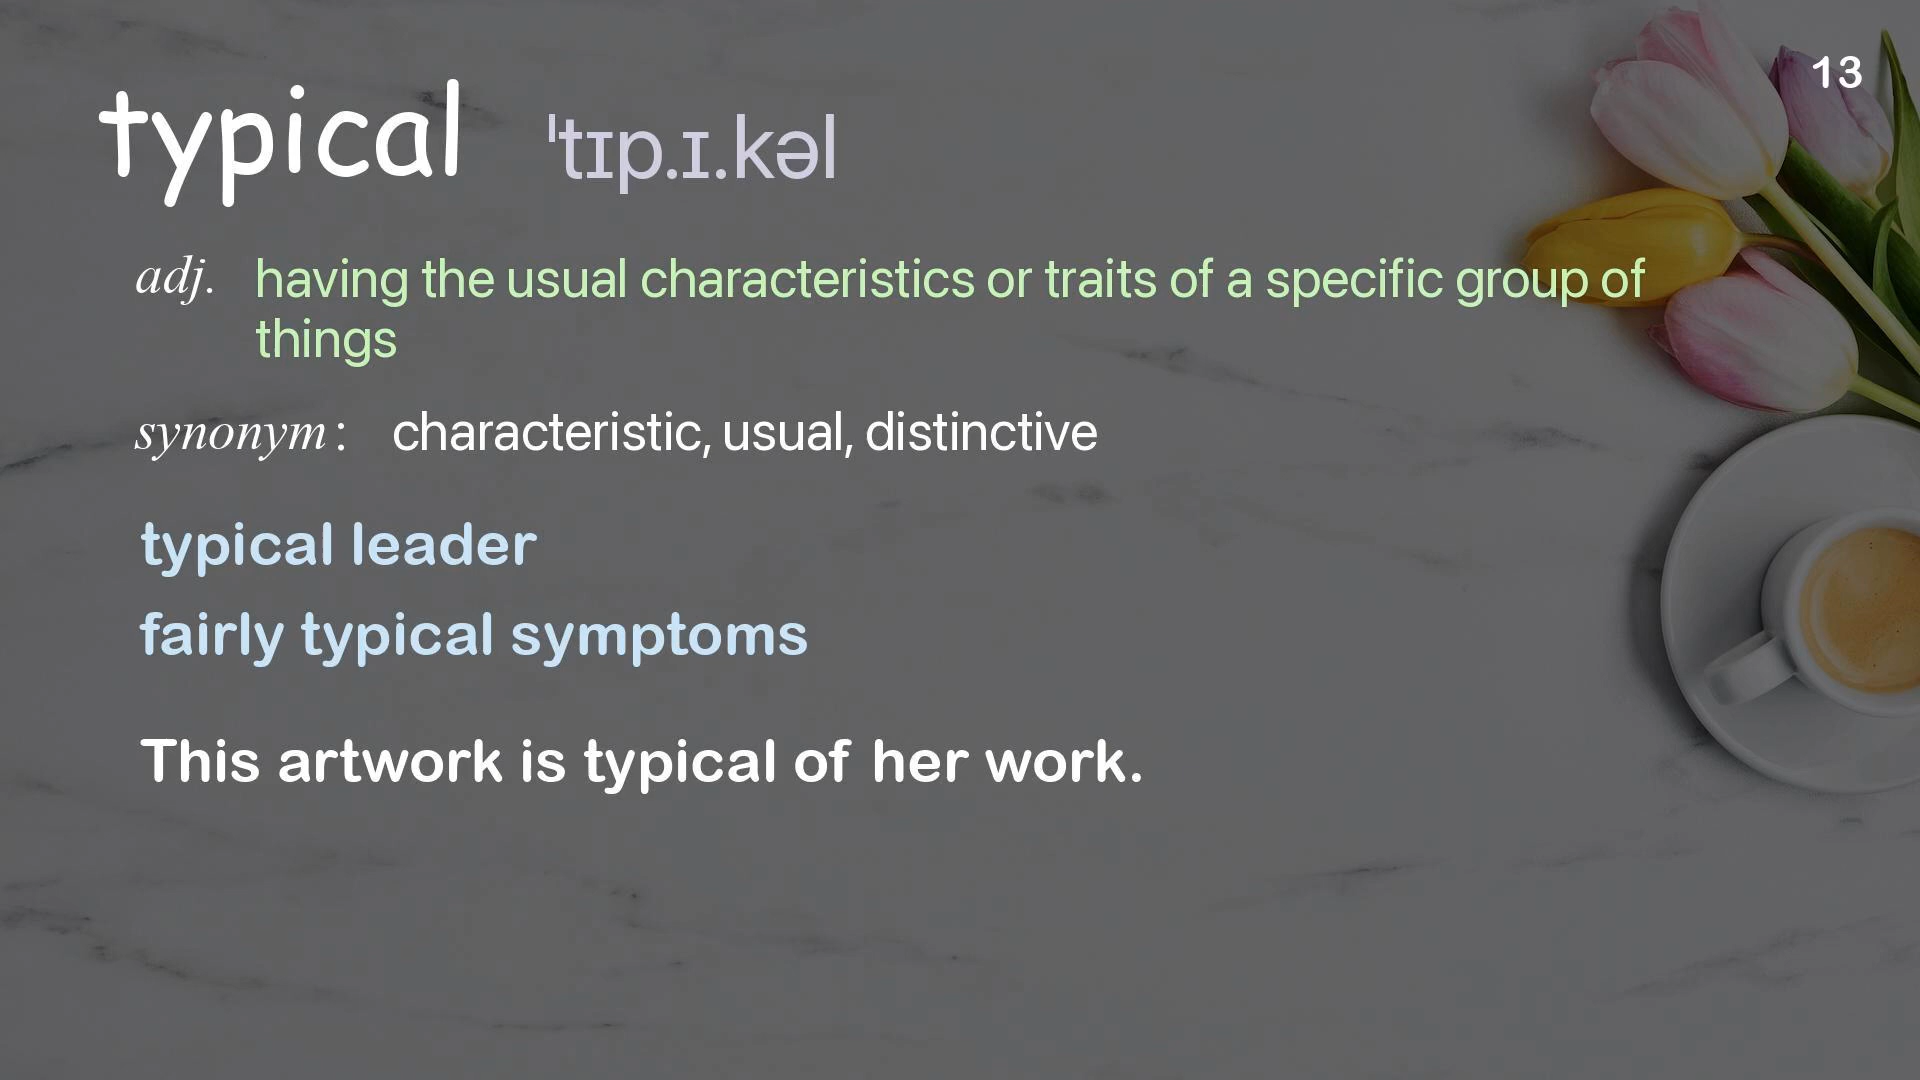 13
typical ˈtɪp.ɪ.kəl
adj. having the usual characteristics or traits of a specific group of
things
synonym: characteristic, usual, distinctive
typical leader
fairly typical symptoms
This artwork is typical of her work.